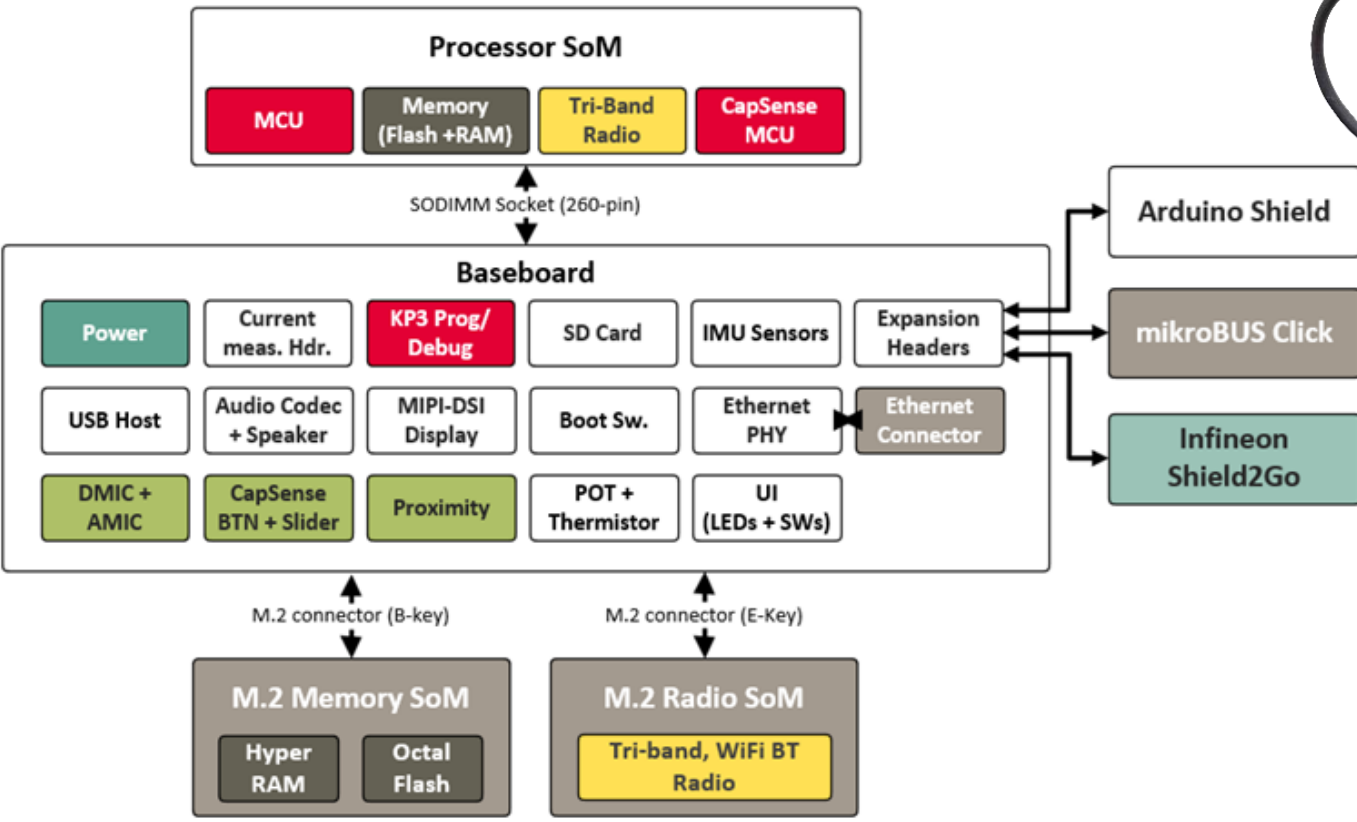 Processor SoM
MCU
Memory
(Flash +RAM)
Tri-Band
Radio
CapSense
MCU
SODIMM Socket (260-pin)
Baseboard
Power
Current
meas. Hdr.
KP3 Prog/
Debug
SD Card
IMU Sensors
Expansion
Headers
USB Host
Audio Codec
+ Speaker
MIPI-DSI
Display
Boot Sw.
Ethernet
PHY
Ethernet
Connector
DMIC +
AMIC
CapSense
BTN + Slider
Proximity
POT +
Thermistor
UI
(LEDs + SWs)
Arduino Shield
mikroBUS Click
Infineon
Shield2Go
M.2 connector (B-key)
M.2 connector (E-Key)
M.2 Memory SoM
Hyper
RAM
Octal
Flash
M.2 Radio SoM
Tri-band, WiFi BT
Radio